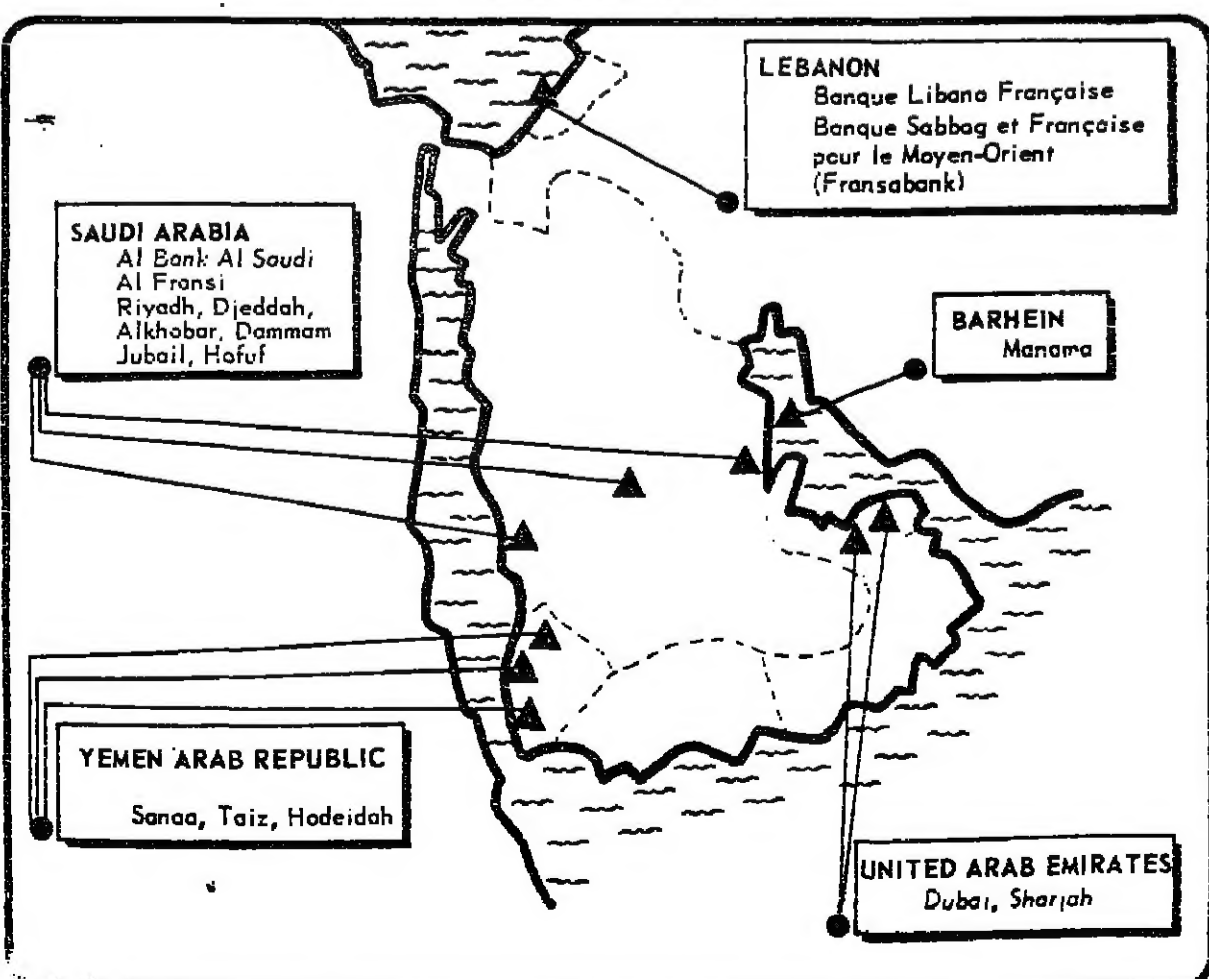 LEBANON
Banque Libano Française
Banque Sabbag et Française
pour le Moyen-Orient
(Fransabank)
SAUDI ARABIA
Al Bank Al Saudi
Al Fransi
Riyadh, Djeddah,
Alkhobar, Dammam
Jubail, Hofuf
BARHEIN
Manama
YEMEN ARAB REPUBLIC
Sanaa, Taiz, Hodeidah
UNITED ARAB EMIRATES
Dubai, Sharjah